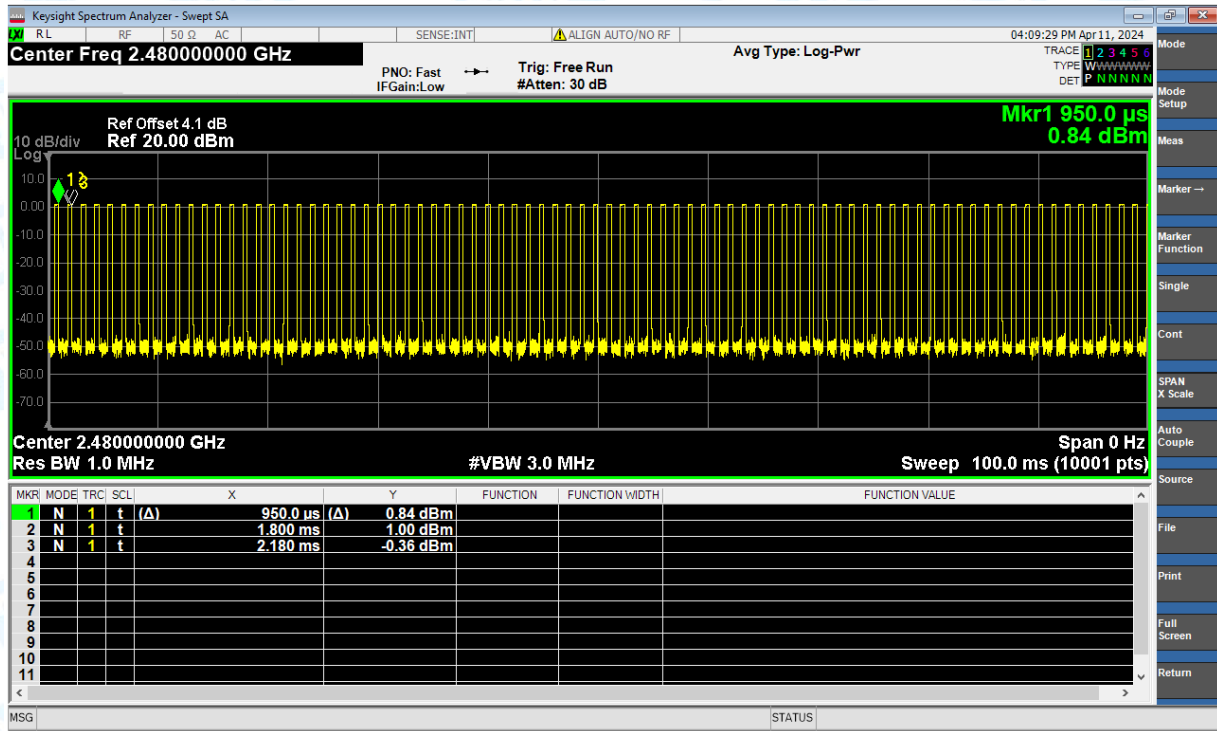 Keysight Spectrum Analyzer - Swept SA
LXI RL RF 50 Ω AC SENSE:INT ALIGN AUTO/NO RF 04:09:29 PM Apr 11, 2024
Center Freq 2.480000000 GHz Avg Type: Log-Pwr TRACE 1 2 3 4 5 6
PNO: Fast Trig: Free Run TYPE WWWWWW
IFGain:Low #Atten: 30 dB DET P N N N N N
Mkr1 950.0 µs
Ref Offset 4.1 dB
10 dB/div Ref 20.00 dBm 0.84 dBm
Log
1 2 3
10.0
0.00
-10.0
-20.0
-30.0
-40.0
-50.0
-60.0
-70.0
Center 2.480000000 GHz Span 0 Hz
Res BW 1.0 MHz #VBW 3.0 MHz Sweep 100.0 ms (10001 pts)
MKR MODE TRC SCL X Y FUNCTION FUNCTION WIDTH FUNCTION VALUE
1 N 1 t (Δ) 950.0 µs (Δ) 0.84 dBm
2 N 1 t 1.800 ms 1.00 dBm
3 N 1 t 2.180 ms -0.36 dBm
4
5
6
7
8
9
10
11
MSG STATUS
Mode
Mode Setup
Meas
Marker →
Marker Function
Single
Cont
SPAN X Scale
Auto Couple
Source
File
Print
Full Screen
Return